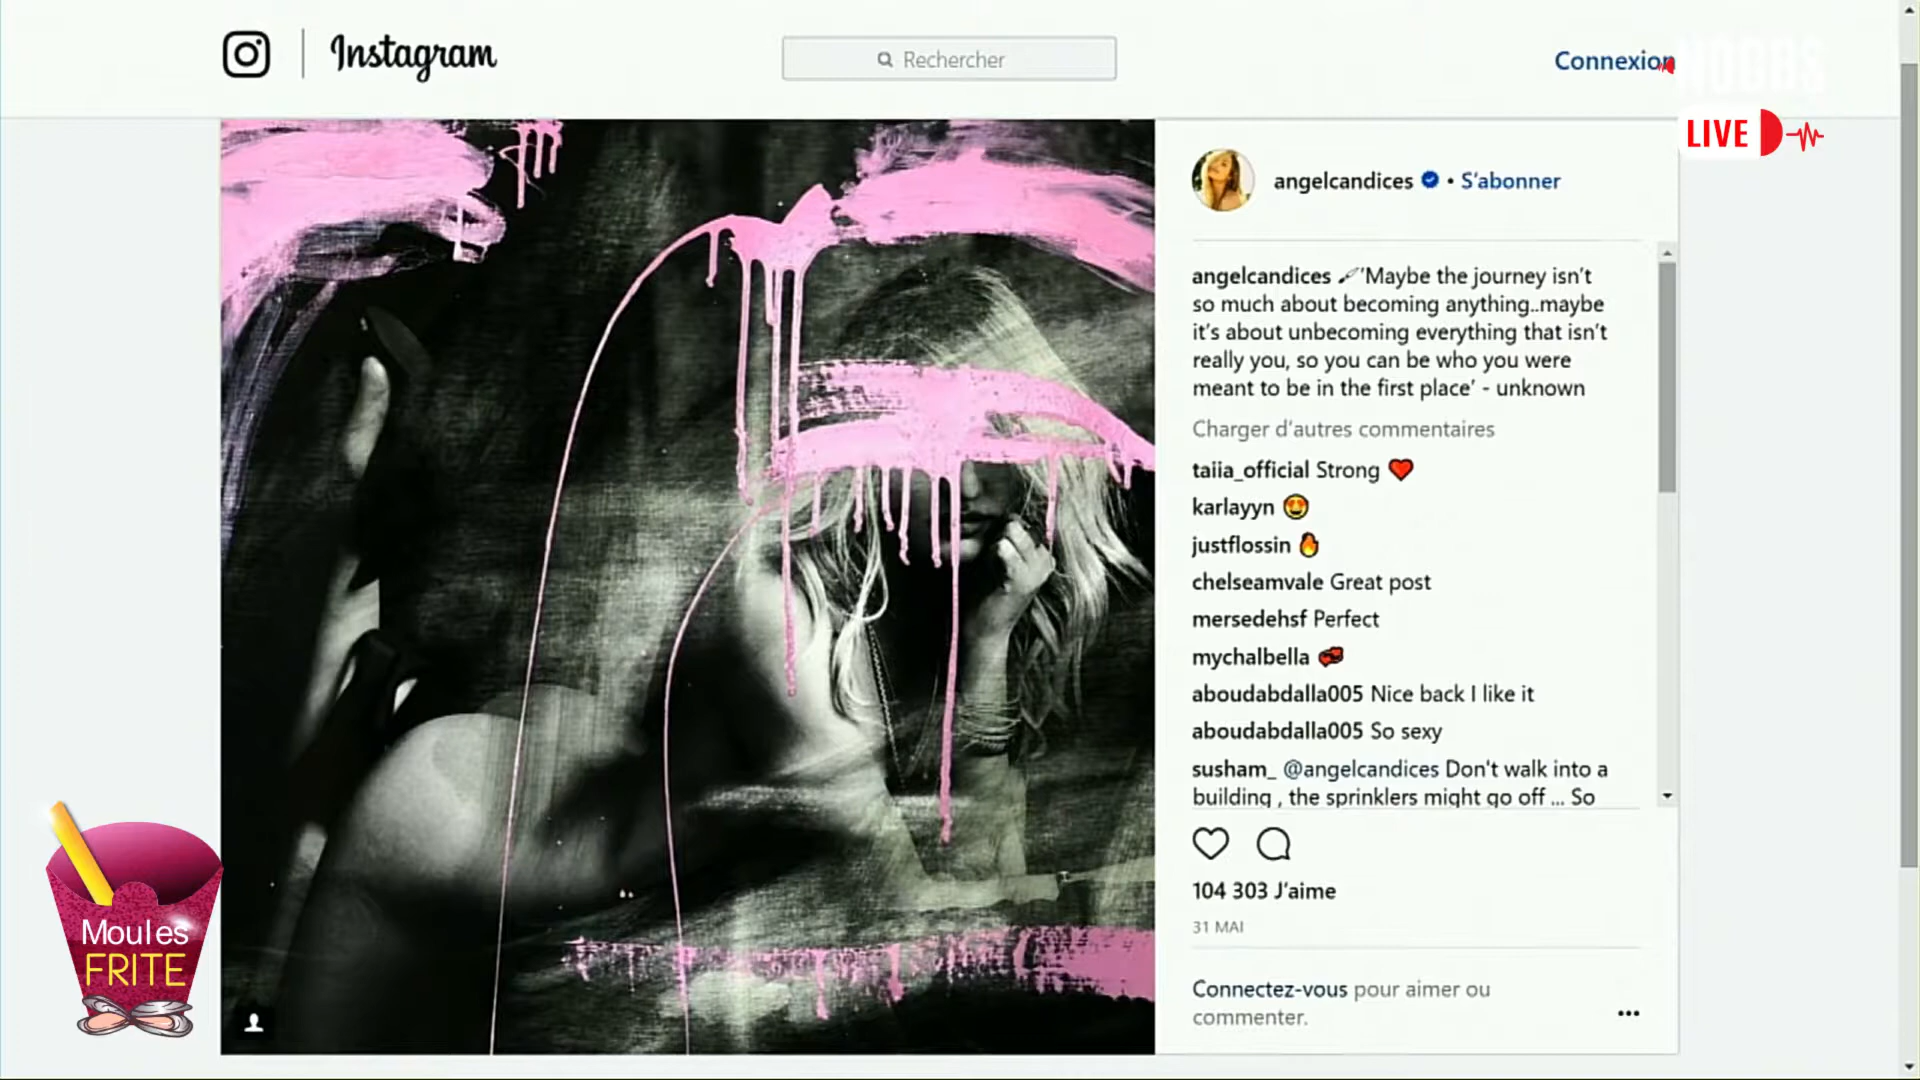 Instagram
Rechercher
Connexion
NOOBS
LIVE
angelcandices • S'abonner
angelcandices 'Maybe the journey isn't
so much about becoming anything..maybe
it's about unbecoming everything that isn't
really you, so you can be who you were
meant to be in the first place' - unknown
Charger d'autres commentaires
taiia_official Strong ❤️
karlayyn 😍
justflossin 🔥
chelseamvale Great post
mersedehsf Perfect
mychalbella
aboudabdalla005 Nice back I like it
aboudabdalla005 So sexy
susham_ @angelcandices Don't walk into a
building , the sprinklers might go off ... So
104 303 J'aime
31 MAI
Connectez-vous pour aimer ou
commenter.
Moules
FRITE